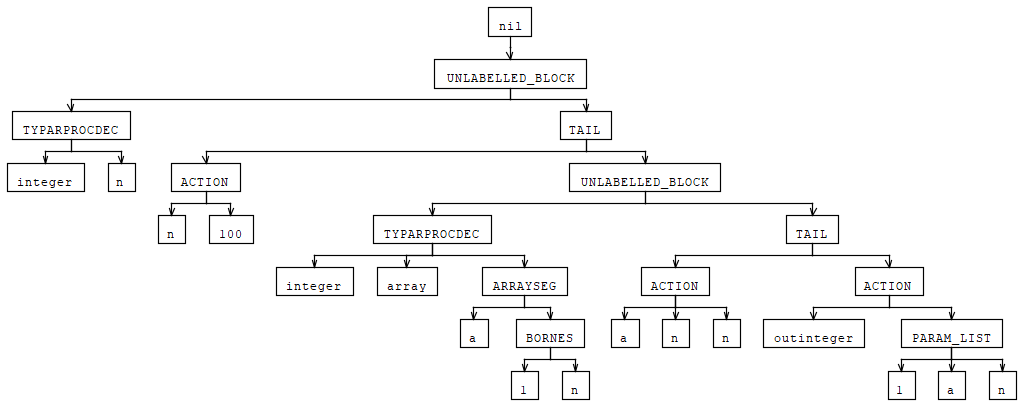 nil
UNLABELLED_BLOCK
TYPARPROCDEC TAIL
integer n ACTION UNLABELLED_BLOCK
n 100 TYPARPROCDEC TAIL
integer array ARRAYSEG ACTION ACTION
a BORNES a n n outinteger PARAM_LIST
1 n 1 a n